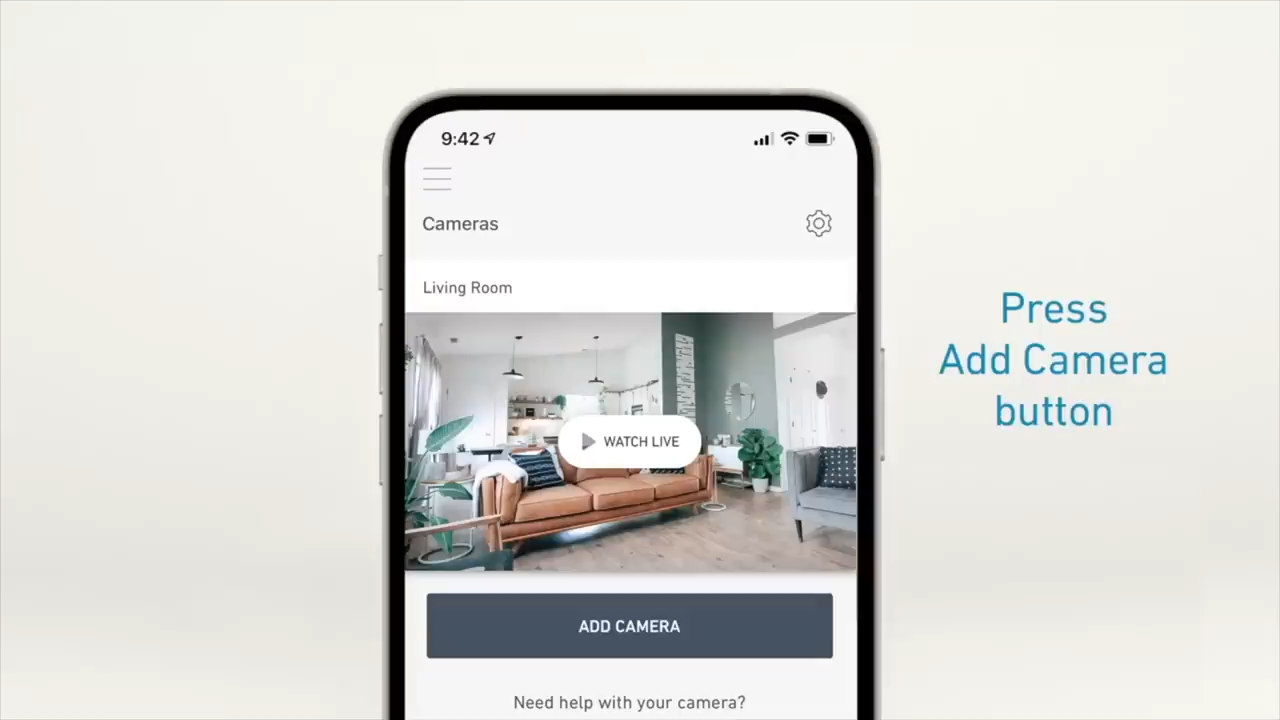 9:42
Cameras
Living Room
WATCH LIVE
ADD CAMERA
Need help with your camera?
Press
Add Camera
button